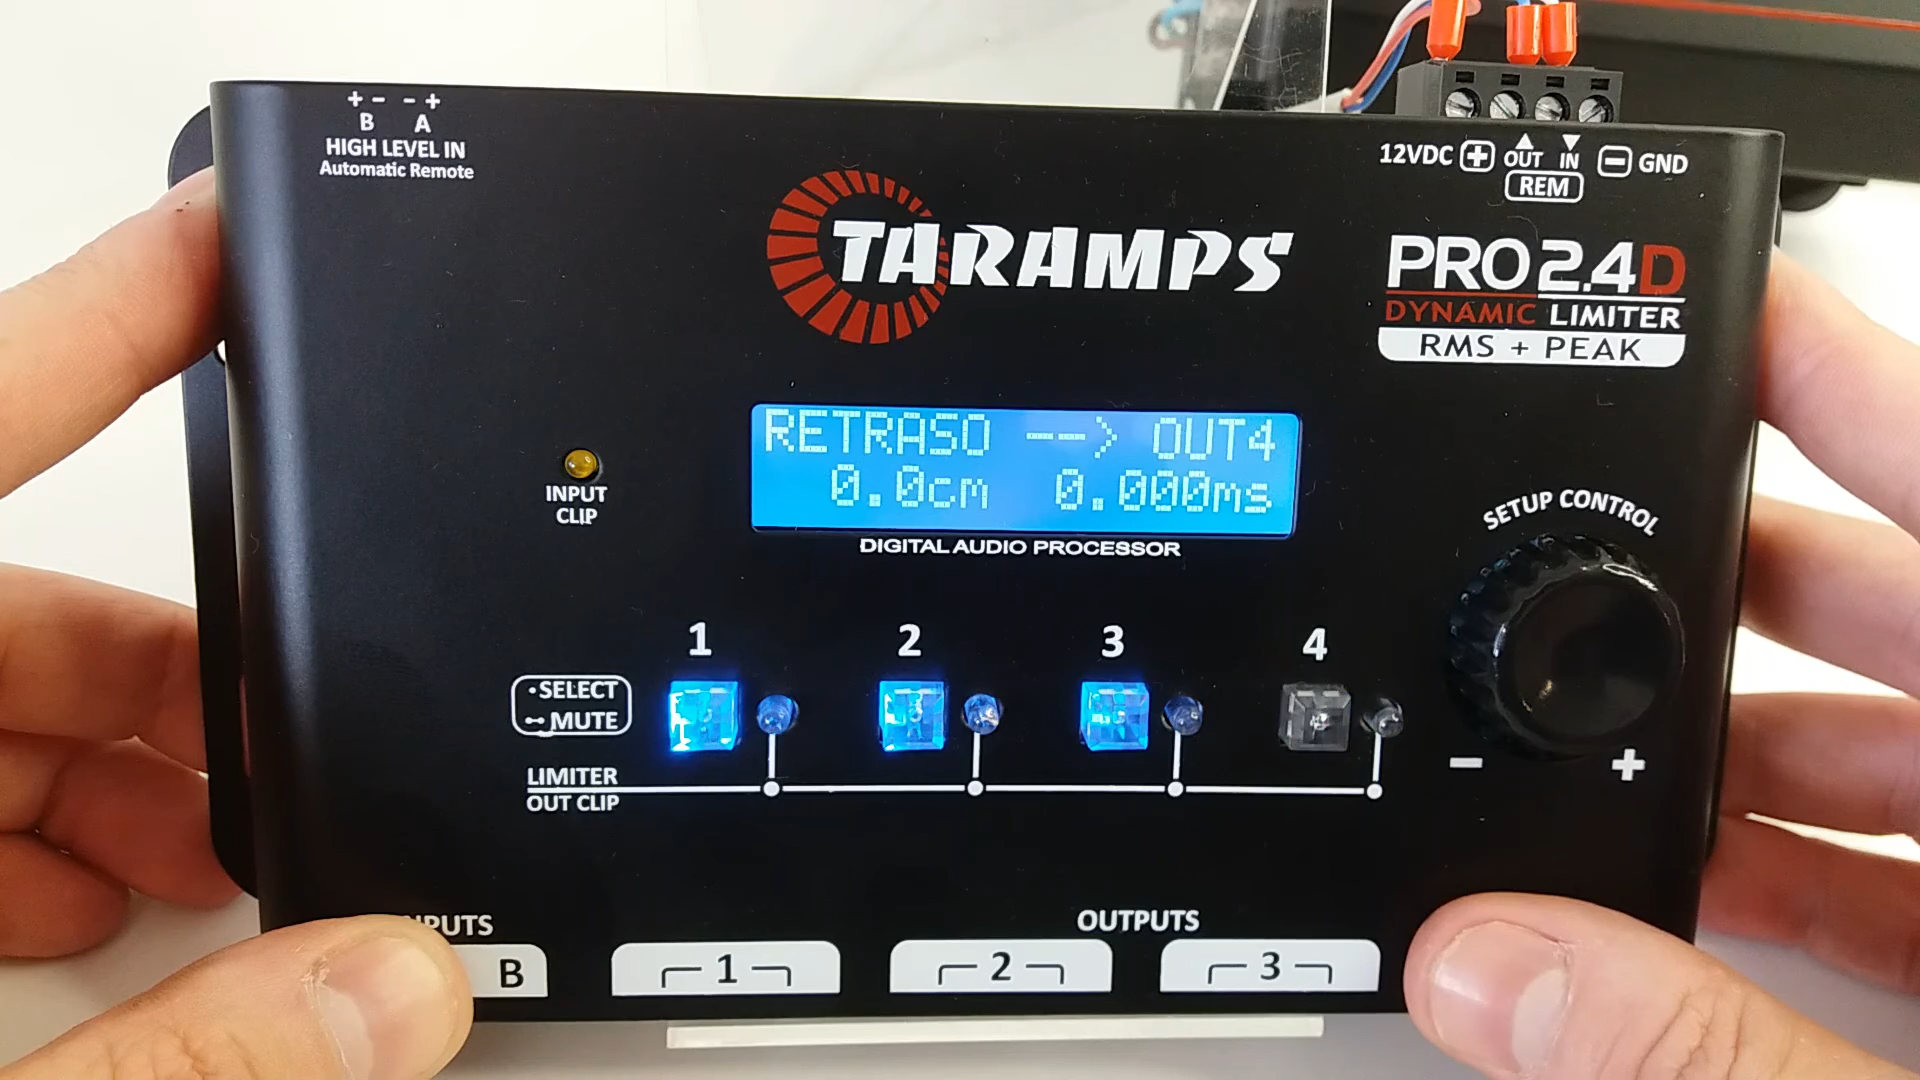 + - - +
B A
HIGH LEVEL IN
Automatic Remote
12VDC + OUT IN - GND
REM
TARAMPS
PRO2.4D
DYNAMIC LIMITER
RMS + PEAK
RETRASO --> OUT4
0.0cm 0.000ms
DIGITAL AUDIO PROCESSOR
INPUT
CLIP
SETUP CONTROL
- +
1 2 3 4
SELECT
MUTE
LIMITER
OUT CLIP
OUTPUTS
B 1 2 3